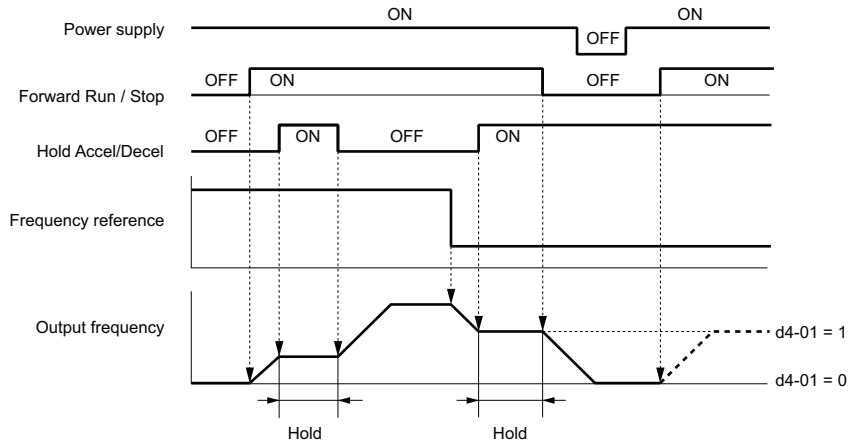 ON ON
Power supply
OFF
OFF ON OFF ON
Forward Run / Stop
OFF ON OFF ON
Hold Accel/Decel
Frequency reference
Output frequency
d4-01 = 1
d4-01 = 0
Hold Hold